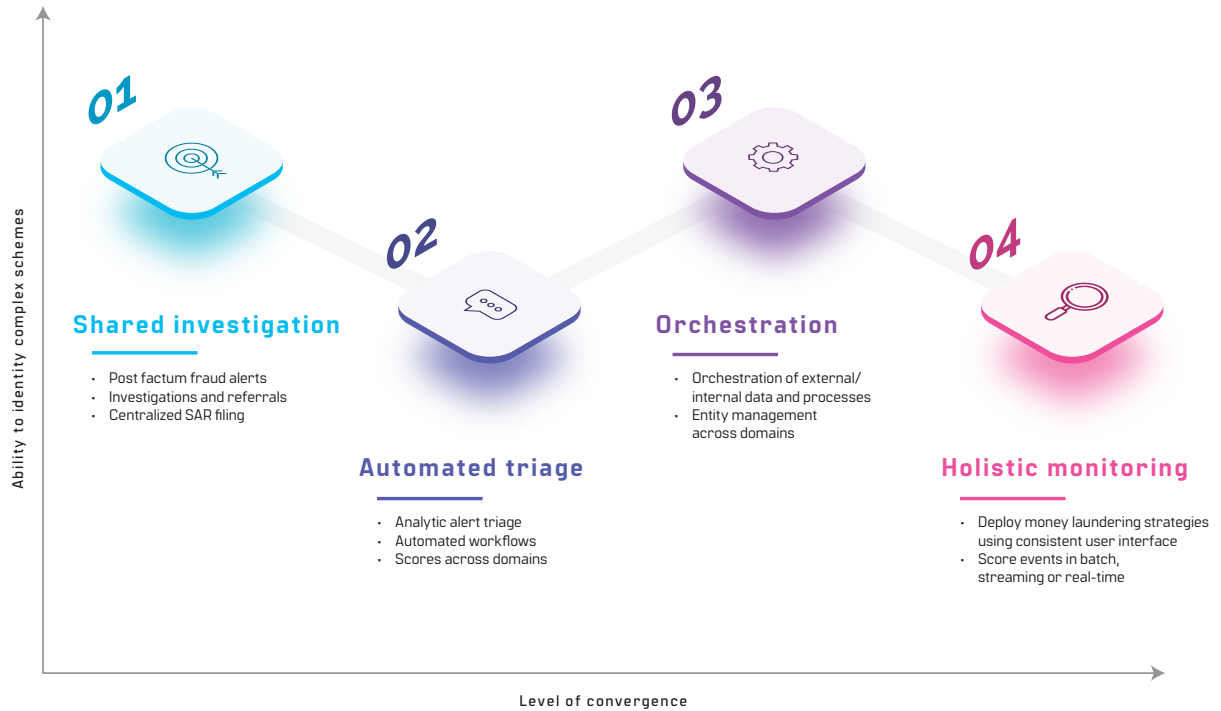 Ability to identity complex schemes
01
Shared investigation
• Post factum fraud alerts
• Investigations and referrals
• Centralized SAR filing
02
Automated triage
• Analytic alert triage
• Automated workflows
• Scores across domains
03
Orchestration
• Orchestration of external/
internal data and processes
• Entity management
across domains
04
Holistic monitoring
• Deploy money laundering strategies
using consistent user interface
• Score events in batch,
streaming or real-time
Level of convergence